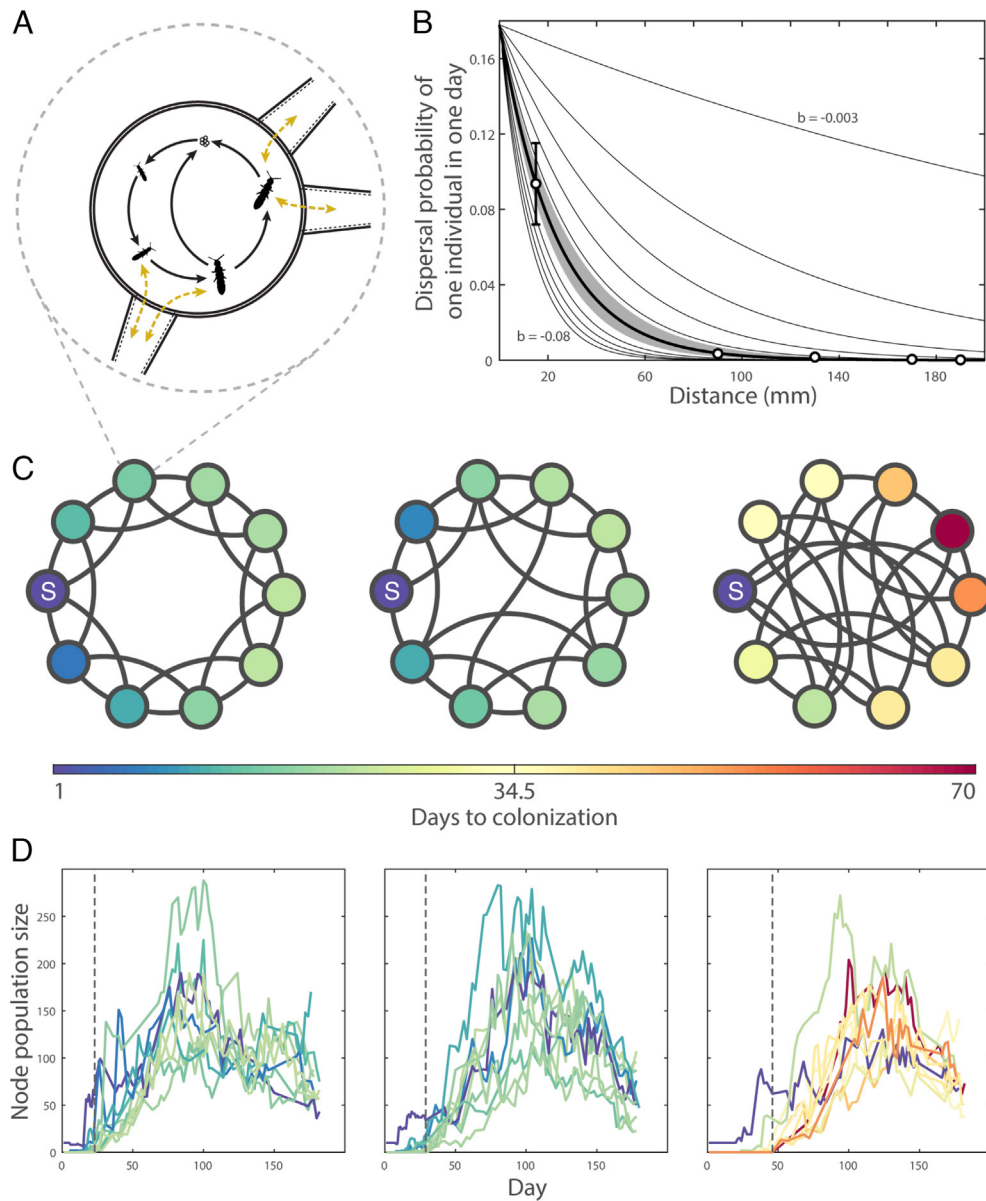 A
B
Dispersal probability of
one individual in one day
0.16
0.12
0.08
0.04
0
b = -0.003
b = -0.08
20
60
100
140
180
Distance (mm)
C
S
S
S
1
34.5
70
Days to colonization
D
Node population size
250
200
150
100
50
0
0
50
100
150
0
50
100
150
0
50
100
150
Day